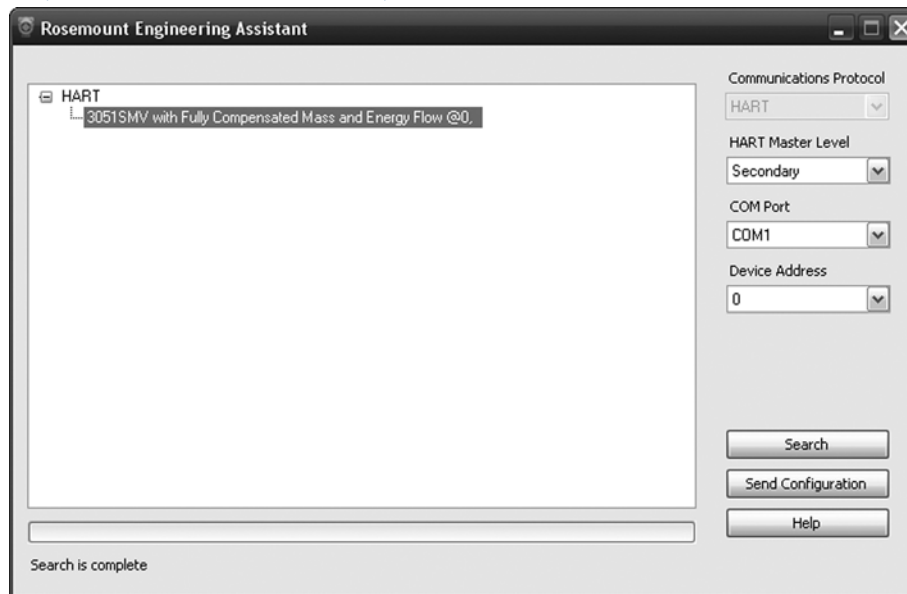 Rosemount Engineering Assistant
HART
3051SMV with Fully Compensated Mass and Energy Flow @0,
Communications Protocol
HART
HART Master Level
Secondary
COM Port
COM1
Device Address
0
Search
Send Configuration
Help
Search is complete